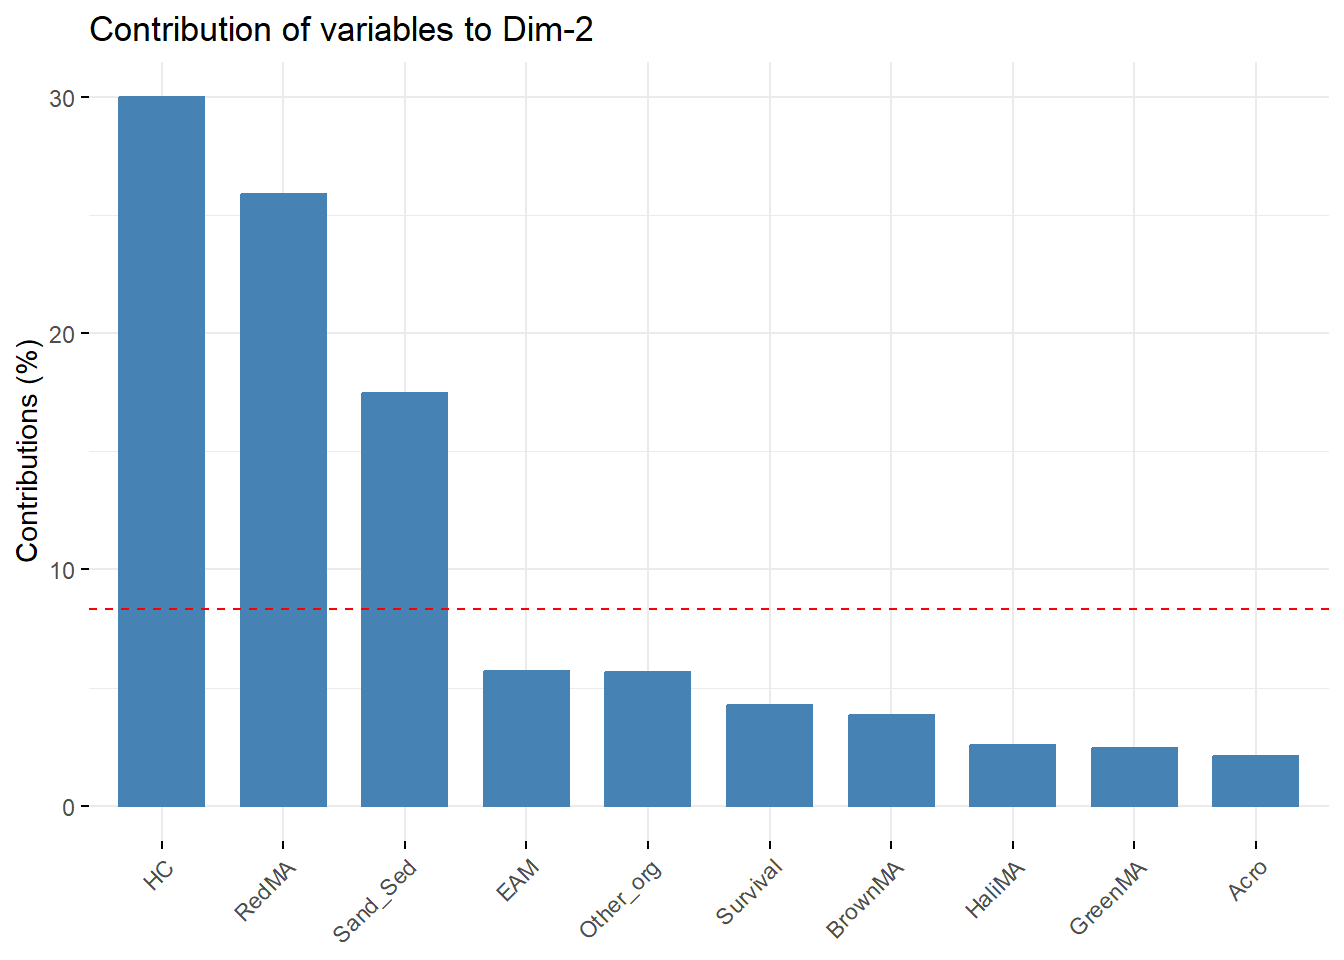 Contribution of variables to Dim-2
Contributions (%)
30
20
10
0
HC
RedMA
Sand_Sed
EAM
Other_org
Survival
BrownMA
HaliMA
GreenMA
Acro